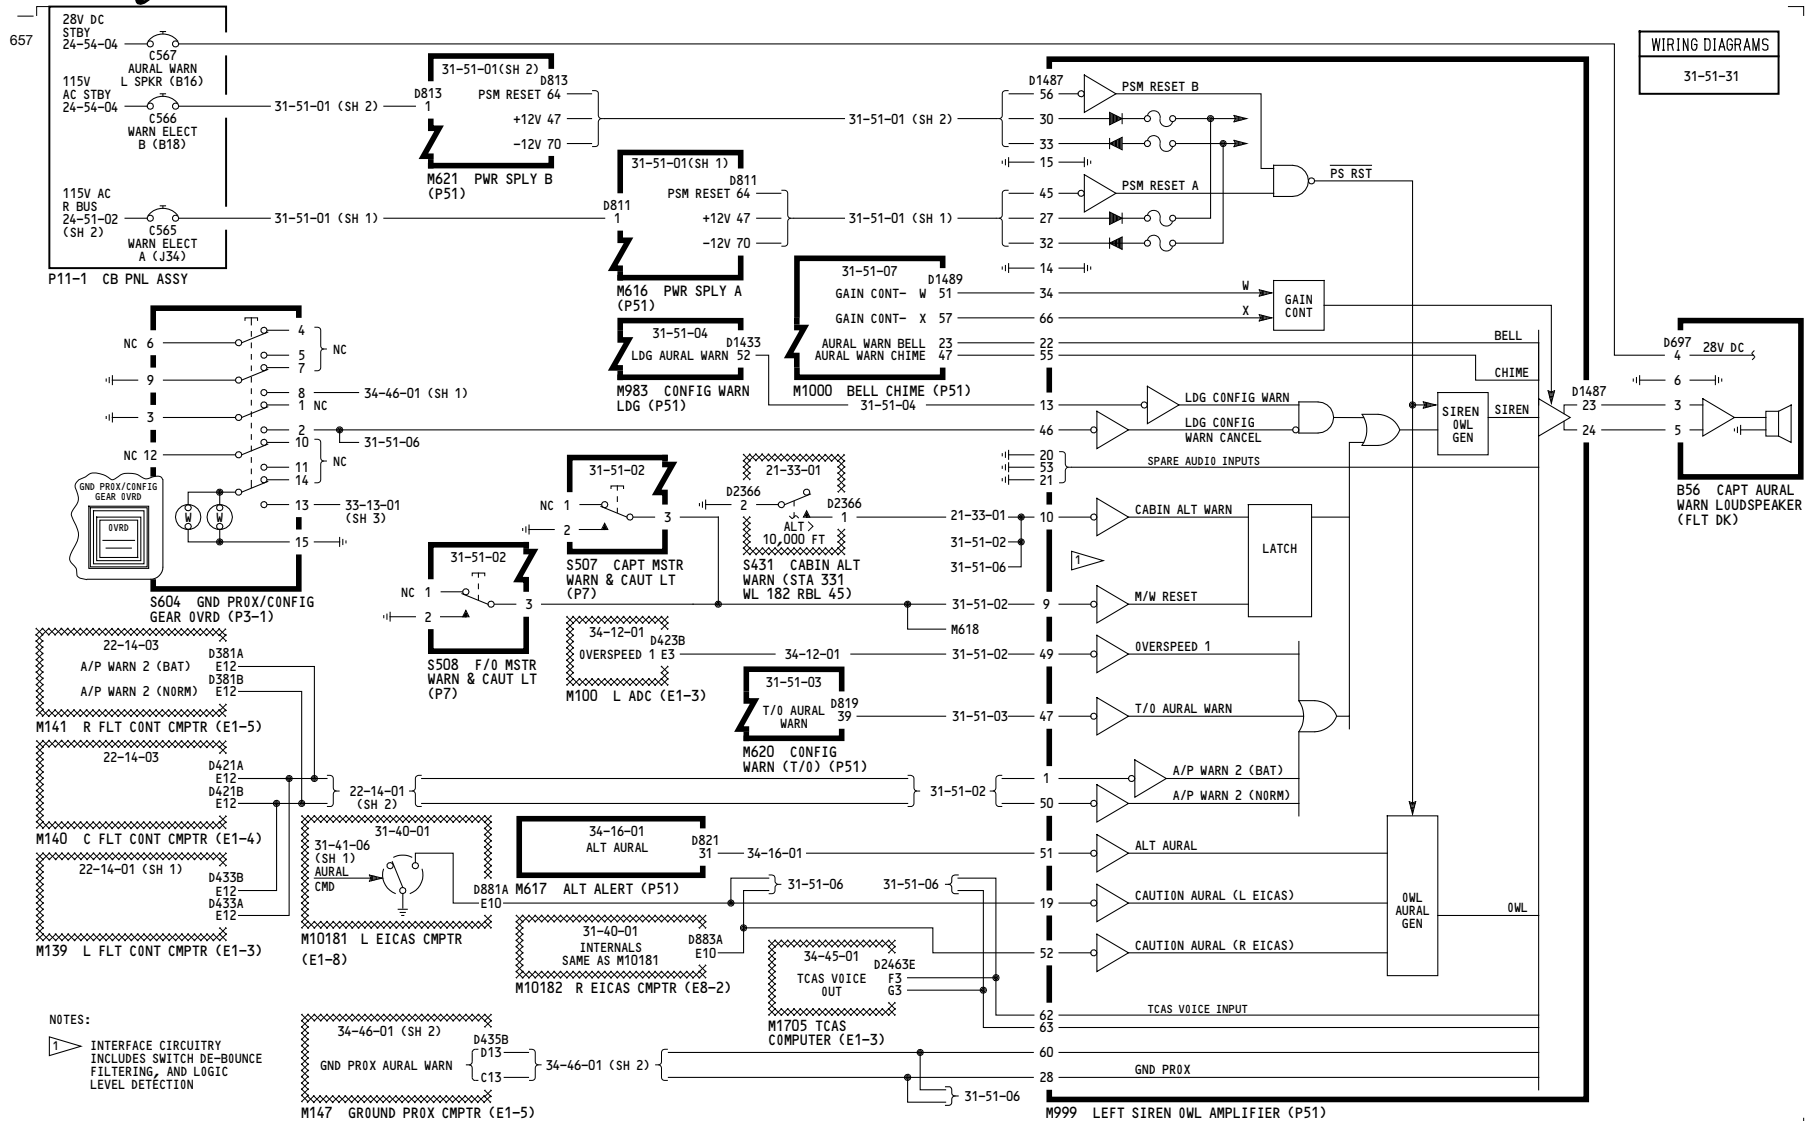 657
WIRING DIAGRAMS
31-51-31
28V DC
STBY
24-54-04
C567
AURAL WARN
L SPKR (B16)
115V
AC STBY
24-54-04
C566
WARN ELECT
B (B18)
115V AC
R BUS
24-51-02
(SH 2)
C565
WARN ELECT
A (J34)
P11-1 CB PNL ASSY
31-51-01 (SH 2)
31-51-01 (SH 1)
31-51-01(SH 2)
D813
1
D813
PSM RESET 64
+12V 47
-12V 70
M621 PWR SPLY B
(P51)
31-51-01(SH 1)
D811
1
D811
PSM RESET 64
+12V 47
-12V 70
M616 PWR SPLY A
(P51)
31-51-01 (SH 2)
31-51-01 (SH 1)
31-51-07
D1489
GAIN CONT- W 51
GAIN CONT- X 57
AURAL WARN BELL 23
AURAL WARN CHIME 47
M1000 BELL CHIME (P51)
31-51-04
D1433
LDG AURAL WARN 52
M983 CONFIG WARN
LDG (P51)
31-51-04
NC 6
9
3
NC 12
4
5
7
NC
8
34-46-01 (SH 1)
1 NC
2
31-51-06
10
11
14
NC
13
33-13-01
(SH 3)
15
W
W
GND PROX/CONFIG
GEAR OVRD
OVRD
S604 GND PROX/CONFIG
GEAR OVRD (P3-1)
31-51-02
NC 1
2
3
S507 CAPT MSTR
WARN & CAUT LT
(P7)
31-51-02
NC 1
2
3
S508 F/O MSTR
WARN & CAUT LT
(P7)
21-33-01
D2366
2
D2366
1
ALT >
10,000 FT
S431 CABIN ALT
WARN (STA 331
WL 182 RBL 45)
21-33-01
31-51-02
31-51-06
1
31-51-02
M618
34-12-01
D423B
OVERSPEED 1 E3
M100 L ADC (E1-3)
34-12-01
31-51-02
31-51-03
T/O AURAL
WARN
D819
39
M620 CONFIG
WARN (T/O) (P51)
31-51-03
22-14-03
D381A
A/P WARN 2 (BAT) E12
D381B
A/P WARN 2 (NORM) E12
M141 R FLT CONT CMPTR (E1-5)
22-14-03
D421A
E12
D421B
E12
M140 C FLT CONT CMPTR (E1-4)
22-14-01 (SH 1)
D433B
E12
D433A
E12
M139 L FLT CONT CMPTR (E1-3)
22-14-01
(SH 2)
31-51-02
31-40-01
31-41-06
(SH 1)
AURAL
CMD
D881A
E10
M10181 L EICAS CMPTR
(E1-8)
34-16-01
ALT AURAL
D821
31
M617 ALT ALERT (P51)
34-16-01
31-51-06
31-51-06
31-40-01
INTERNALS
SAME AS M10181
D883A
E10
M10182 R EICAS CMPTR (E8-2)
34-45-01
D2463E
TCAS VOICE
OUT
F3
G3
M1705 TCAS
COMPUTER (E1-3)
34-46-01 (SH 2)
D435B
GND PROX AURAL WARN
D13
C13
M147 GROUND PROX CMPTR (E1-5)
34-46-01 (SH 2)
31-51-06
D1487
56
30
33
15
45
27
32
14
34
66
22
55
13
46
20
53
21
10
9
49
47
1
50
51
19
52
62
63
60
28
PSM RESET B
PSM RESET A
PS RST
W
X
GAIN
CONT
BELL
CHIME
LDG CONFIG WARN
LDG CONFIG
WARN CANCEL
SIREN
OWL
GEN
SIREN
SPARE AUDIO INPUTS
CABIN ALT WARN
LATCH
M/W RESET
OVERSPEED 1
T/O AURAL WARN
A/P WARN 2 (BAT)
A/P WARN 2 (NORM)
ALT AURAL
CAUTION AURAL (L EICAS)
CAUTION AURAL (R EICAS)
OWL
AURAL
GEN
OWL
TCAS VOICE INPUT
GND PROX
M999 LEFT SIREN OWL AMPLIFIER (P51)
D1487
23
24
D697
4
28V DC
6
3
5
B56 CAPT AURAL
WARN LOUDSPEAKER
(FLT DK)
NOTES:
1 INTERFACE CIRCUITRY
INCLUDES SWITCH DE-BOUNCE
FILTERING, AND LOGIC
LEVEL DETECTION